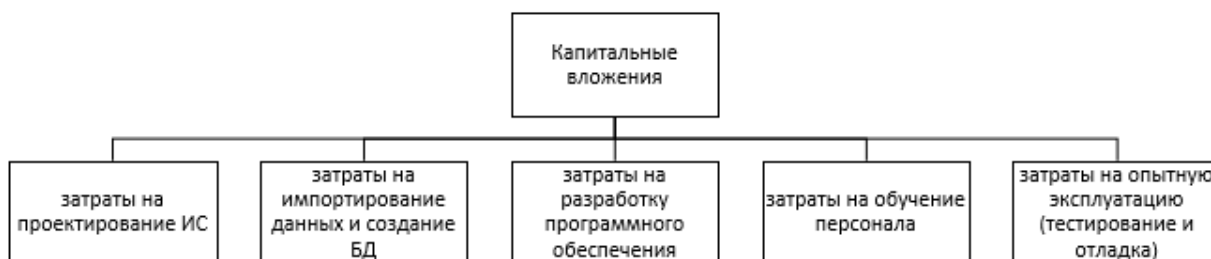 Капитальные
вложения
затраты на
проектирование ИС
затраты на
импортирование
данных и создание
БД
затраты на
разработку
программного
обеспечения
затраты на обучение
персонала
затраты на опытную
эксплуатацию
(тестирование и
отладка)